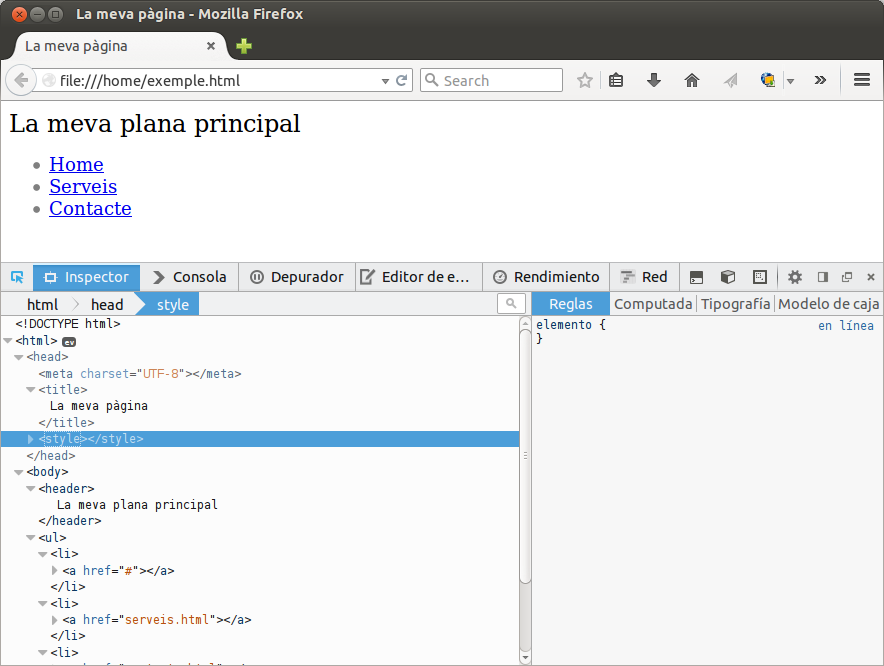 La meva pàgina - Mozilla Firefox
La meva pàgina
file:///home/exemple.html
Search
La meva plana principal
Home
Serveis
Contacte
Inspector Consola Depurador Editor de e... Rendimiento Red
html head style
Reglas Computada Tipografía Modelo de caja
<!DOCTYPE html>
<html> ev
<head>
<meta charset="UTF-8"></meta>
<title>
La meva pàgina
</title>
<style></style>
</head>
<body>
<header>
La meva plana principal
</header>
<ul>
<li>
<a href="#"></a>
</li>
<li>
<a href="serveis.html"></a>
</li>
<li>
elemento { en línea
}